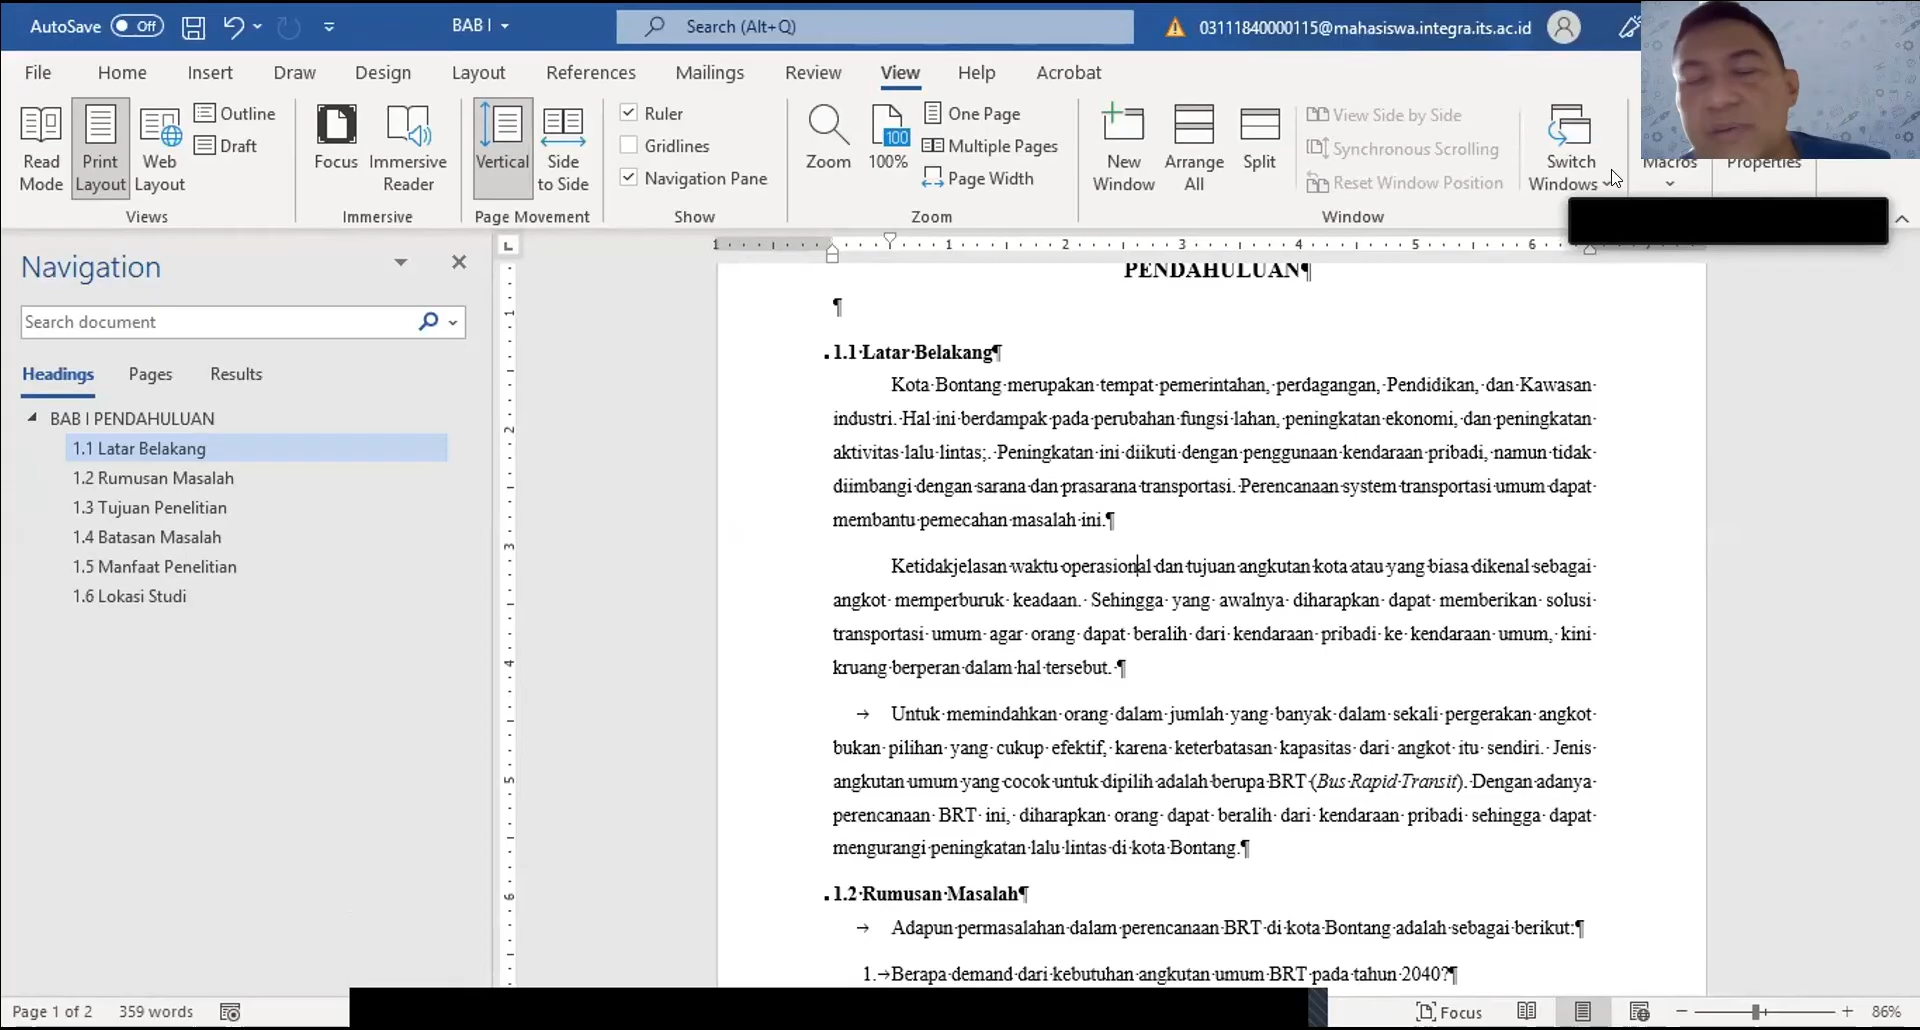 AutoSave Off BAB I Search (Alt+Q) 03111840000115@mahasiswa.integra.its.ac.id
File Home Insert Draw Design Layout References Mailings Review View Help Acrobat
Read Mode
Print Layout
Web Layout
Outline
Draft
Views
Focus
Immersive Reader
Immersive
Vertical
Side to Side
Page Movement
Ruler
Gridlines
Navigation Pane
Show
Zoom
100
100%
One Page
Multiple Pages
Page Width
Zoom
New Window
Arrange All
Split
View Side by Side
Synchronous Scrolling
Reset Window Position
Switch Windows
Window
Macros
Properties
Navigation
Search document
Headings Pages Results
BAB I PENDAHULUAN
1.1 Latar Belakang
1.2 Rumusan Masalah
1.3 Tujuan Penelitian
1.4 Batasan Masalah
1.5 Manfaat Penelitian
1.6 Lokasi Studi
L
1 1 2 3 4 5 6
1
2
3
4
5
6
PENDAHULUAN¶
¶
1.1 Latar Belakang¶
Kota Bontang merupakan tempat pemerintahan, perdagangan, Pendidikan, dan Kawasan
industri. Hal ini berdampak pada perubahan fungsi lahan, peningkatan ekonomi, dan peningkatan
aktivitas lalu lintas;. Peningkatan ini diikuti dengan penggunaan kendaraan pribadi, namun tidak
diimbangi dengan sarana dan prasarana transportasi. Perencanaan system transportasi umum dapat
membantu pemecahan masalah ini.¶
Ketidakjelasan waktu operasional dan tujuan angkutan kota atau yang biasa dikenal sebagai
angkot memperburuk keadaan. Sehingga yang awalnya diharapkan dapat memberikan solusi
transportasi umum agar orang dapat beralih dari kendaraan pribadi ke kendaraan umum, kini
kruang berperan dalam hal tersebut. ¶
→ Untuk memindahkan orang dalam jumlah yang banyak dalam sekali pergerakan angkot
bukan pilihan yang cukup efektif, karena keterbatasan kapasitas dari angkot itu sendiri. Jenis
angkutan umum yang cocok untuk dipilih adalah berupa BRT (Bus Rapid Transit). Dengan adanya
perencanaan BRT ini, diharapkan orang dapat beralih dari kendaraan pribadi sehingga dapat
mengurangi peningkatan lalu lintas di kota Bontang.¶
1.2 Rumusan Masalah¶
→ Adapun permasalahan dalam perencanaan BRT di kota Bontang adalah sebagai berikut:¶
1.→Berapa demand dari kebutuhan angkutan umum BRT pada tahun 2040?¶
Page 1 of 2 359 words Focus 86%